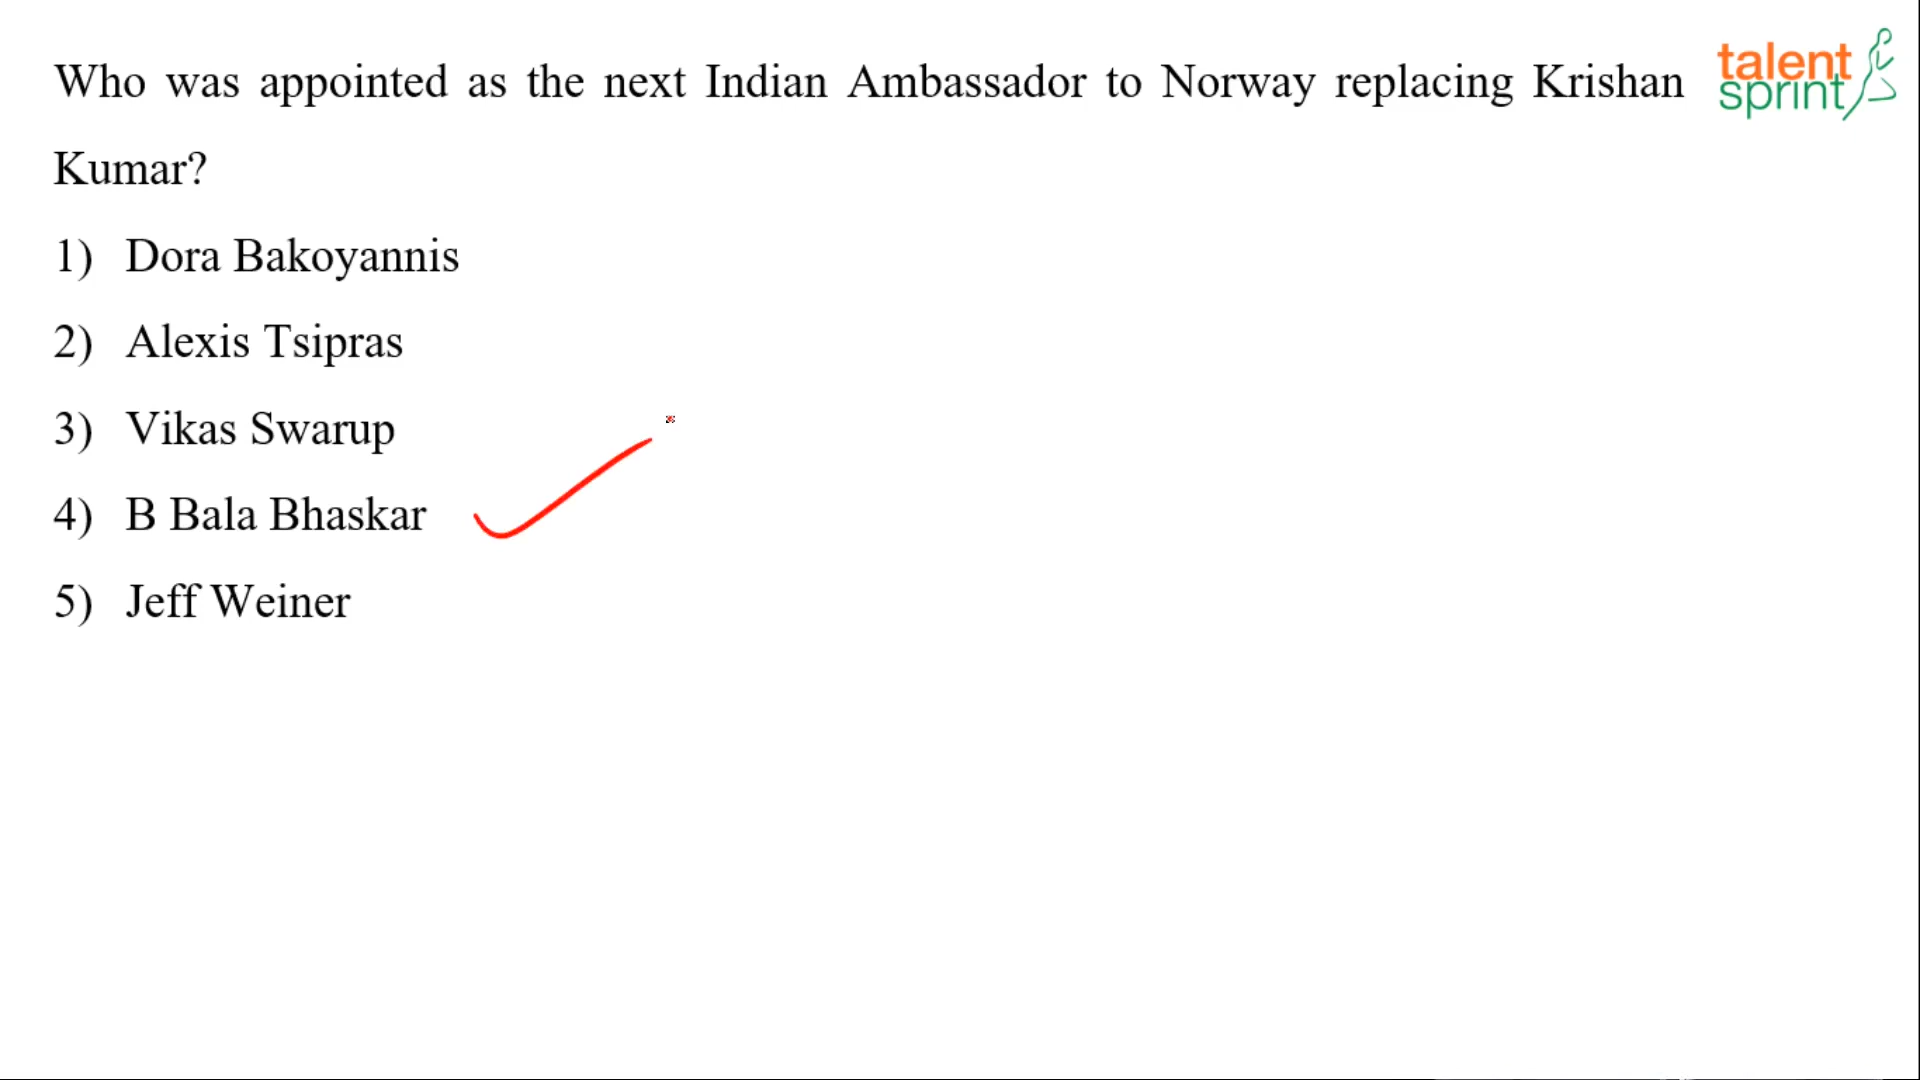 Who was appointed as the next Indian Ambassador to Norway replacing Krishan
Kumar?
1) Dora Bakoyannis
2) Alexis Tsipras
3) Vikas Swarup
4) B Bala Bhaskar
5) Jeff Weiner
talent
sprint